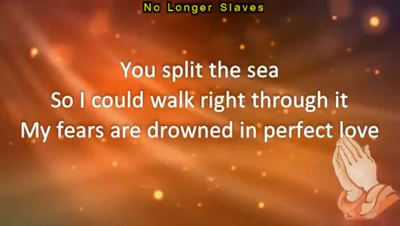 No Longer Slaves
You split the sea
So I could walk right through it
My fears are drowned in perfect love